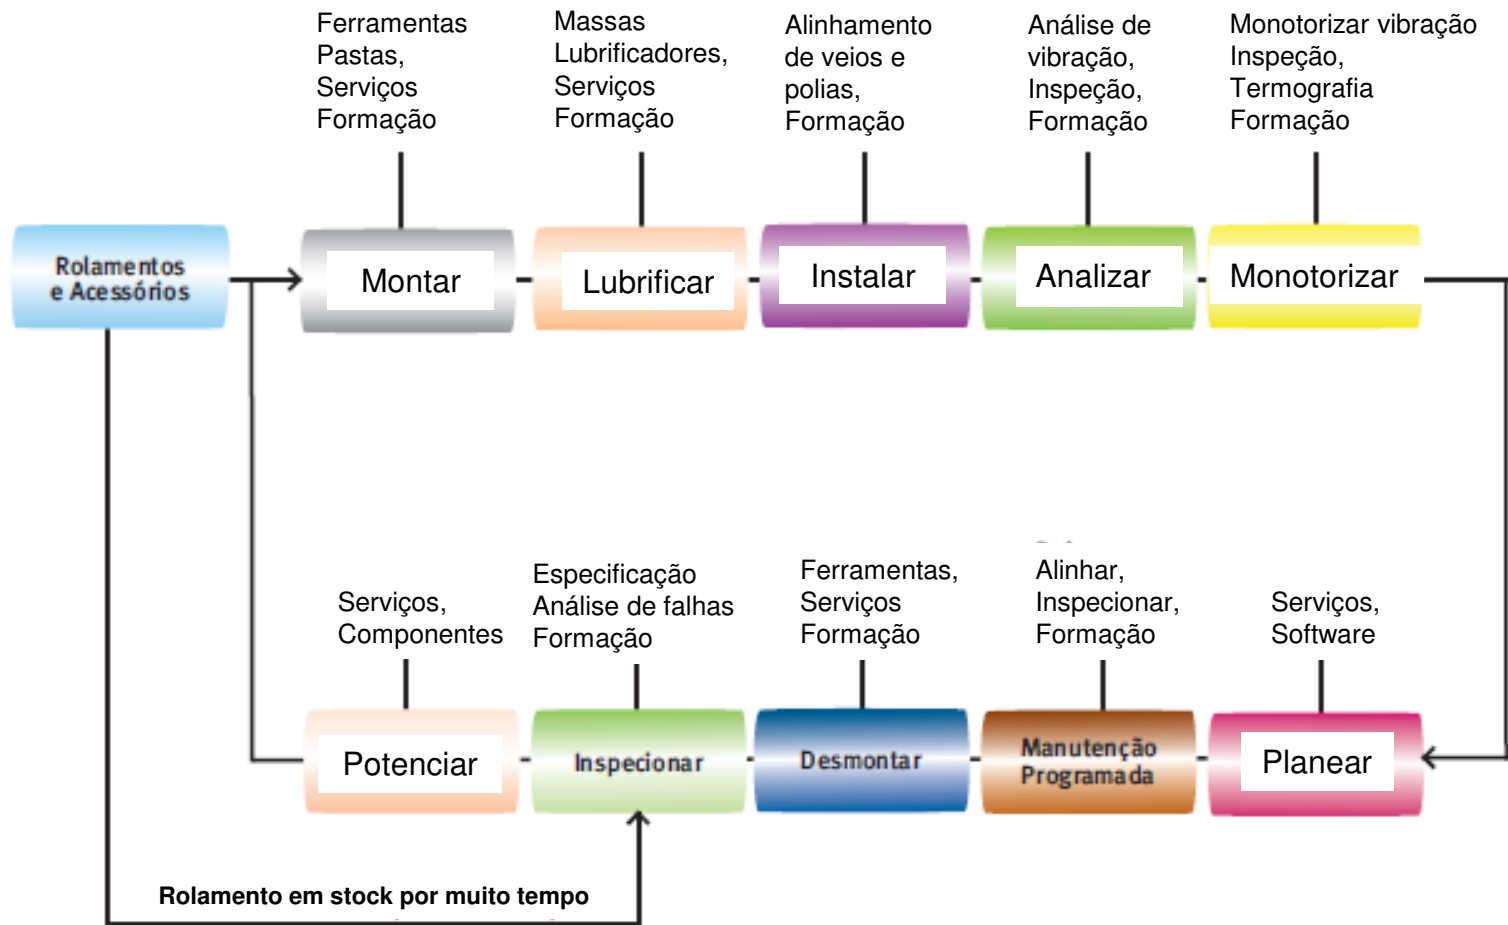 Ferramentas
Pastas,
Serviços
Formação
Massas
Lubrificadores,
Serviços
Formação
Alinhamento
de veios e
polias,
Formação
Análise de
vibração,
Inspeção,
Formação
Monotorizar vibração
Inspeção,
Termografia
Formação
Rolamentos
e Acessórios
Montar
Lubrificar
Instalar
Analizar
Monotorizar
Serviços,
Componentes
Especificação
Análise de falhas
Formação
Ferramentas,
Serviços
Formação
Alinhar,
Inspecionar,
Formação
Serviços,
Software
Potenciar
Inspecionar
Desmontar
Manutenção
Programada
Planear
Rolamento em stock por muito tempo